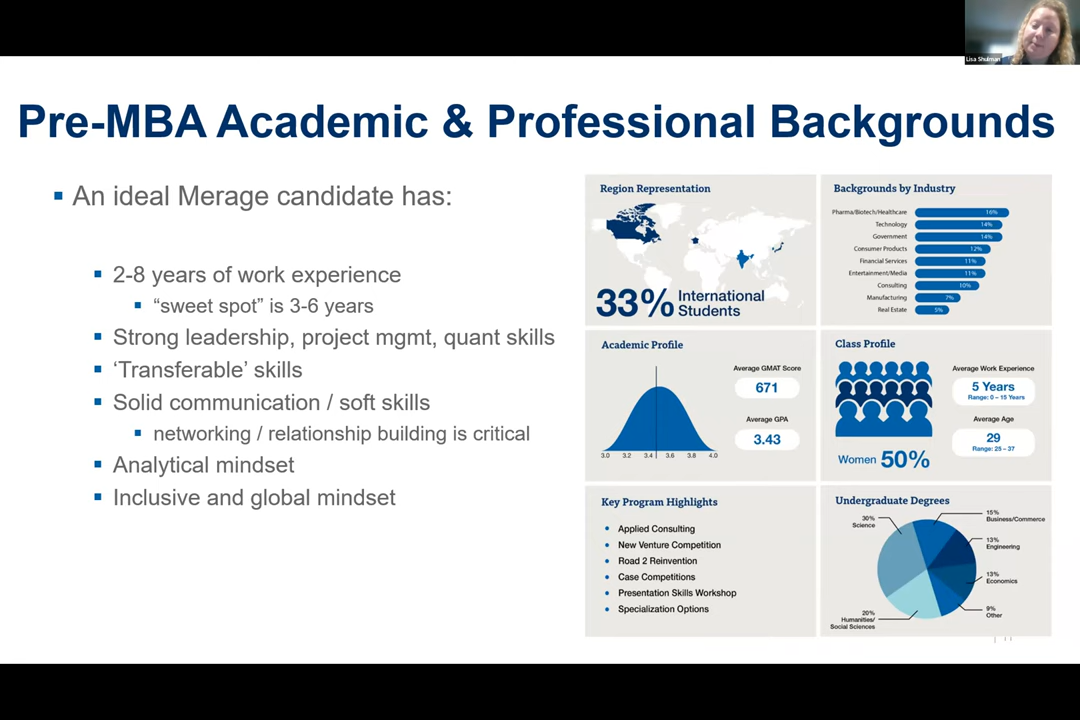 Lisa Shulman
Pre-MBA Academic & Professional Backgrounds
▪ An ideal Merage candidate has:
▪ 2-8 years of work experience
▪ “sweet spot” is 3-6 years
▪ Strong leadership, project mgmt, quant skills
▪ ‘Transferable’ skills
▪ Solid communication / soft skills
▪ networking / relationship building is critical
▪ Analytical mindset
▪ Inclusive and global mindset
Region Representation
33% International
Students
Backgrounds by Industry
Pharma/Biotech/Healthcare 16%
Technology 14%
Government 14%
Consumer Products 12%
Financial Services 11%
Entertainment/Media 11%
Consulting 10%
Manufacturing 7%
Real Estate 5%
Academic Profile
Average GMAT Score
671
Average GPA
3.43
3.0 3.2 3.4 3.6 3.8 4.0
Class Profile
Average Work Experience
5 Years
Range: 0 – 15 Years
Average Age
29
Range: 25 – 37
Women 50%
Key Program Highlights
• Applied Consulting
• New Venture Competition
• Road 2 Reinvention
• Case Competitions
• Presentation Skills Workshop
• Specialization Options
Undergraduate Degrees
30%
Science
15%
Business/Commerce
13%
Engineering
13%
Economics
9%
Other
20%
Humanities/
Social Sciences